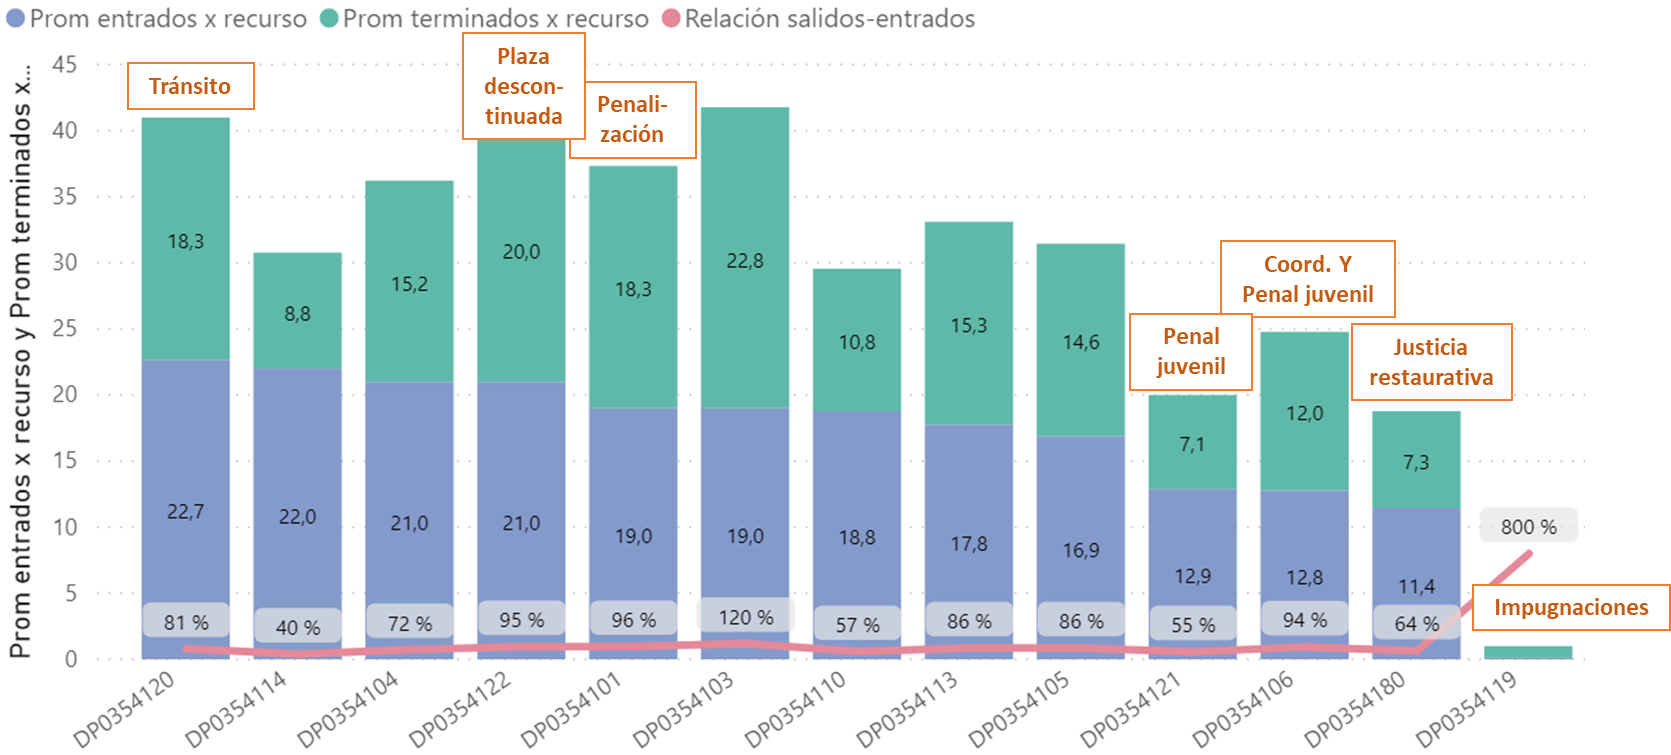 Prom entrados x recurso Prom terminados x recurso Relación salidos-entrados
Prom entrados x recurso y Prom terminados x...
45
40
35
30
25
20
15
10
5
0
Tránsito
Plaza
descon-
tinuada
Penali-
zación
Coord. Y
Penal juvenil
Penal
juvenil
Justicia
restaurativa
Impugnaciones
18,3
8,8
15,2
20,0
18,3
22,8
10,8
15,3
14,6
7,1
12,0
7,3
22,7
22,0
21,0
21,0
19,0
19,0
18,8
17,8
16,9
12,9
12,8
11,4
81 %
40 %
72 %
95 %
96 %
120 %
57 %
86 %
86 %
55 %
94 %
64 %
800 %
DP0354120
DP0354114
DP0354104
DP0354122
DP0354101
DP0354103
DP0354110
DP0354113
DP0354105
DP0354121
DP0354106
DP0354180
DP0354119